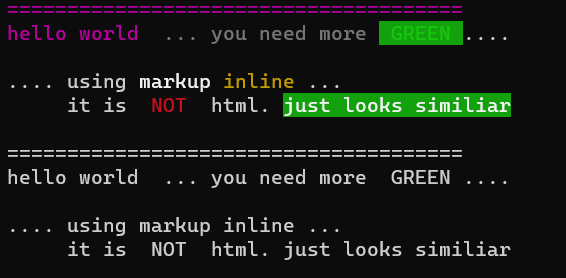 ======================================
hello world  ... you need more  GREEN ....
.... using markup inline ...
     it is  NOT  html. just looks similiar
======================================
hello world  ... you need more  GREEN ....
.... using markup inline ...
     it is  NOT  html. just looks similiar